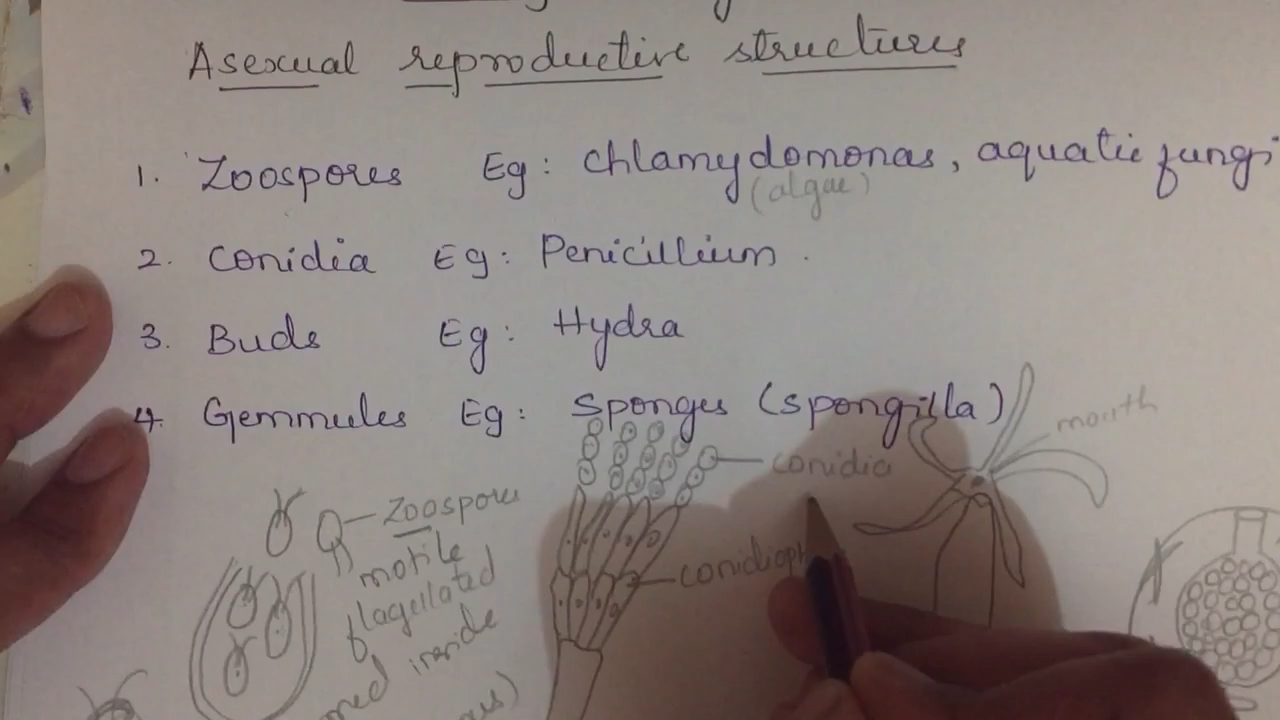 Asexual reproductive structures
1. Zoospores Eg: Chlamydomonas, aquatic fungi
(algae)
2. Conidia Eg: Penicillium.
3. Buds Eg: Hydra
4. Gemmules Eg: Sponges (Spongilla)
mouth
conidia
Zoospores
motile
flagellated
inside